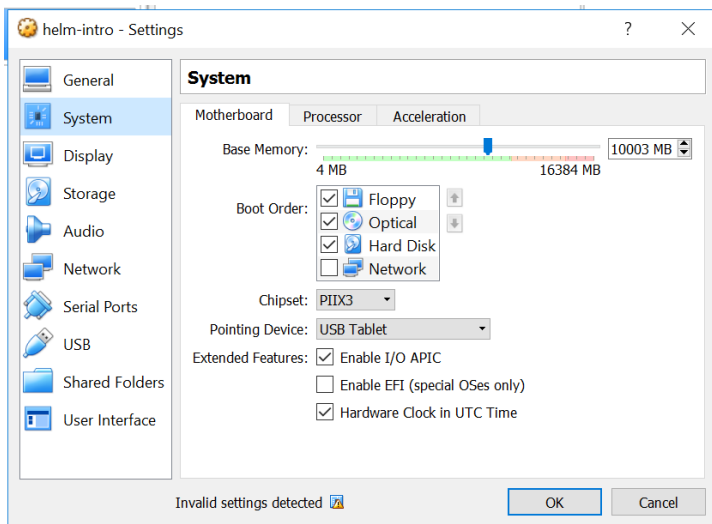 helm-intro - Settings
?
General
System
Display
Storage
Audio
Network
Serial Ports
USB
Shared Folders
User Interface
System
Motherboard Processor Acceleration
Base Memory: 10003 MB
4 MB 16384 MB
Boot Order: Floppy
Optical
Hard Disk
Network
Chipset: PIIX3
Pointing Device: USB Tablet
Extended Features: Enable I/O APIC
Enable EFI (special OSes only)
Hardware Clock in UTC Time
Invalid settings detected OK Cancel